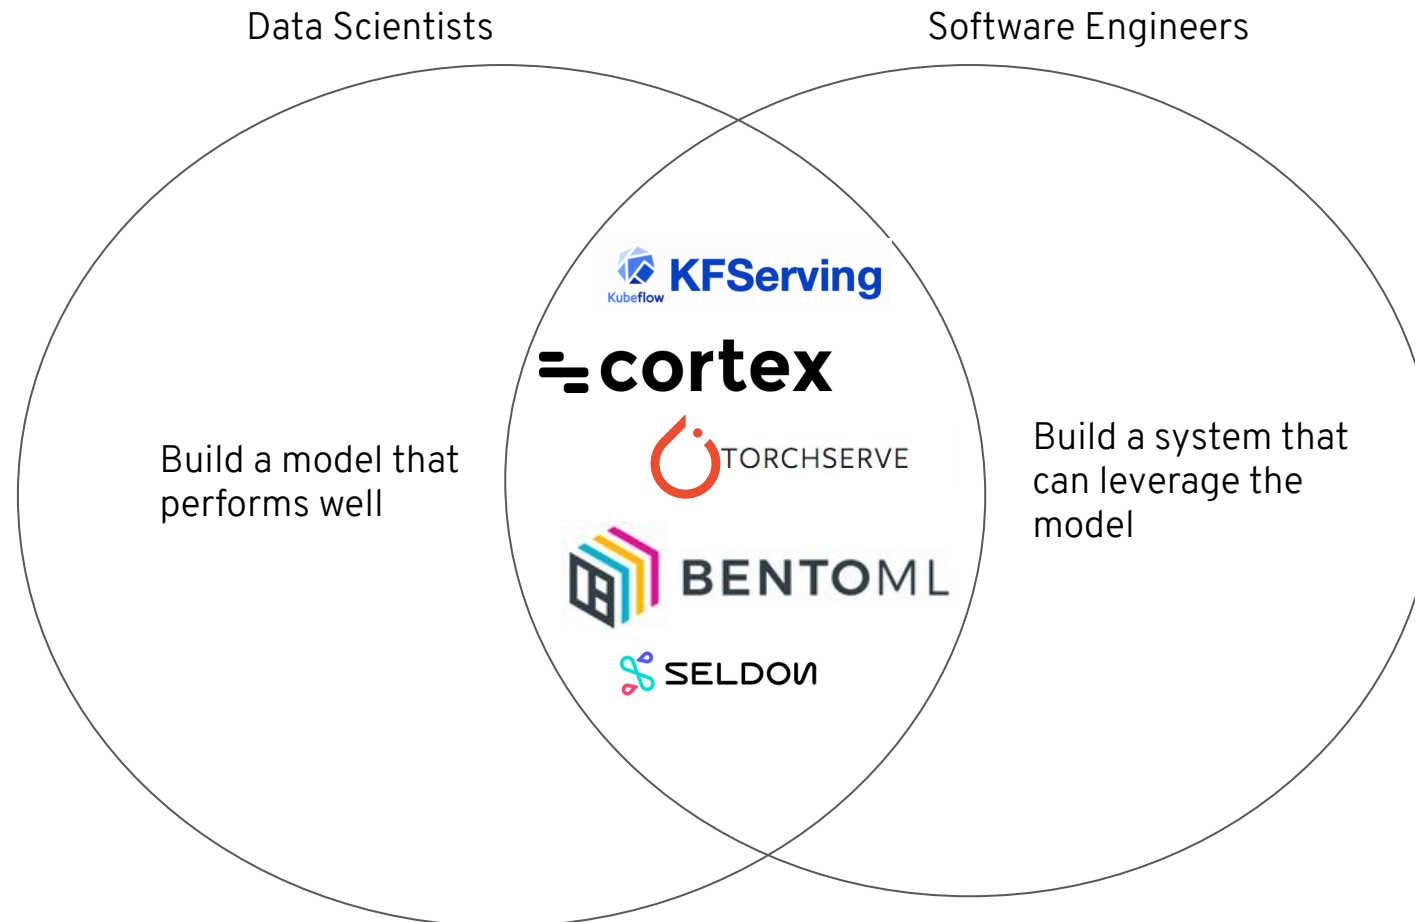 Data Scientists
Software Engineers
Kubeflow
KFServing
cortex
TORCHSERVE
BENTOML
SELDON
Build a model that
performs well
Build a system that
can leverage the
model